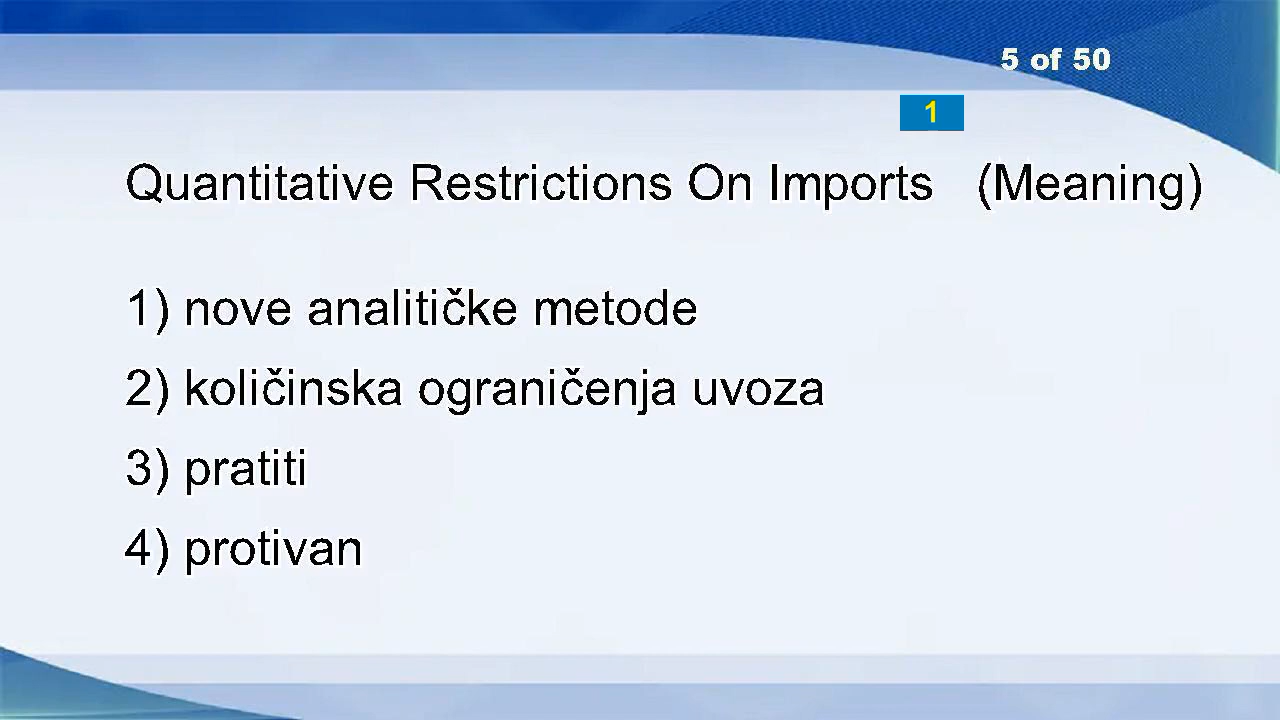 5 of 50
1
Quantitative Restrictions On Imports (Meaning)
1) nove analitičke metode
2) količinska ograničenja uvoza
3) pratiti
4) protivan